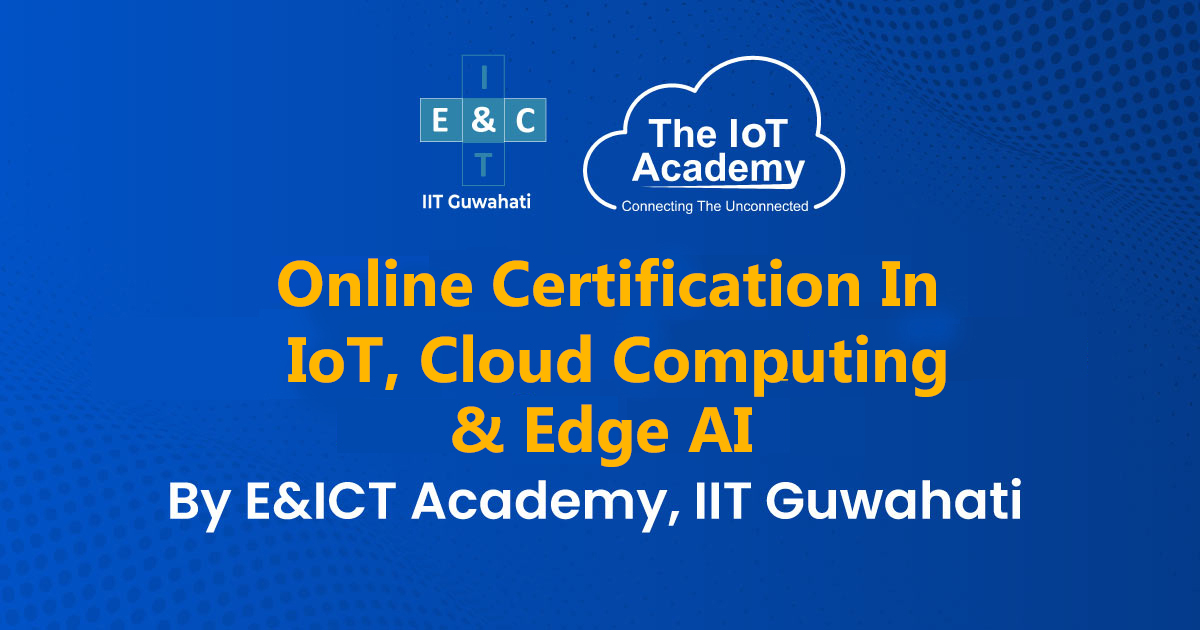 I
E & C
T
IIT Guwahati
The IoT
Academy
Connecting The Unconnected
Online Certification In
IoT, Cloud Computing
& Edge AI
By E&ICT Academy, IIT Guwahati